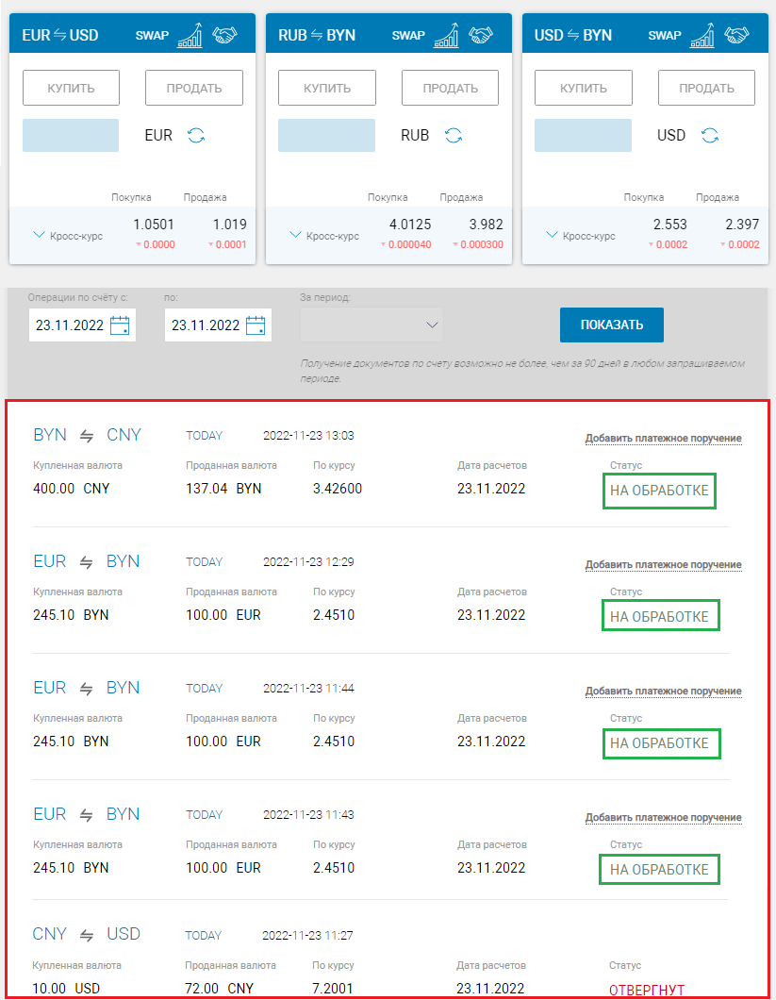 EUR ⇋ USD SWAP
RUB ⇋ BYN SWAP
USD ⇋ BYN SWAP
КУПИТЬ ПРОДАТЬ
КУПИТЬ ПРОДАТЬ
КУПИТЬ ПРОДАТЬ
EUR
RUB
USD
Покупка Продажа
Покупка Продажа
Покупка Продажа
Кросс-курс 1.0501 1.019
0.0000 0.0001
Кросс-курс 4.0125 3.982
0.000040 0.000300
Кросс-курс 2.553 2.397
0.0002 0.0002
Операции по счёту с: по: За период:
23.11.2022 23.11.2022 ПОКАЗАТЬ
Получение документов по счету возможно не более, чем за 90 дней в любом запрашиваемом
периоде.
BYN ⇋ CNY TODAY 2022-11-23 13:03 Добавить платежное поручение
Купленная валюта Проданная валюта По курсу Дата расчетов Статус
400.00 CNY 137.04 BYN 3.42600 23.11.2022 НА ОБРАБОТКЕ
EUR ⇋ BYN TODAY 2022-11-23 12:29 Добавить платежное поручение
Купленная валюта Проданная валюта По курсу Дата расчетов Статус
245.10 BYN 100.00 EUR 2.4510 23.11.2022 НА ОБРАБОТКЕ
EUR ⇋ BYN TODAY 2022-11-23 11:44 Добавить платежное поручение
Купленная валюта Проданная валюта По курсу Дата расчетов Статус
245.10 BYN 100.00 EUR 2.4510 23.11.2022 НА ОБРАБОТКЕ
EUR ⇋ BYN TODAY 2022-11-23 11:43 Добавить платежное поручение
Купленная валюта Проданная валюта По курсу Дата расчетов Статус
245.10 BYN 100.00 EUR 2.4510 23.11.2022 НА ОБРАБОТКЕ
CNY ⇋ USD TODAY 2022-11-23 11:27
Купленная валюта Проданная валюта По курсу Дата расчетов Статус
10.00 USD 72.00 CNY 7.2001 23.11.2022 ОТВЕРГНУТ